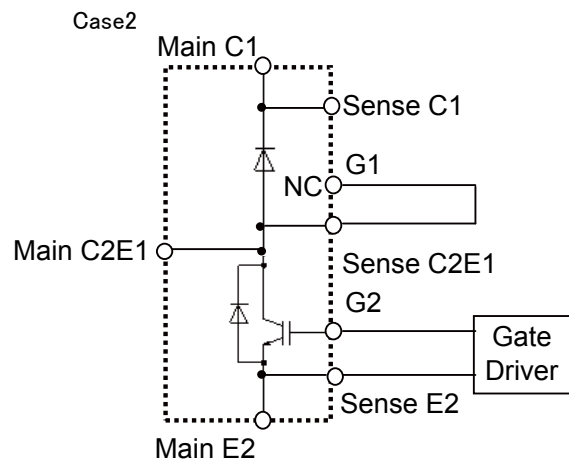 Case2
Main C1
Sense C1
G1
NC
Main C2E1
Sense C2E1
G2
Gate
Driver
Sense E2
Main E2